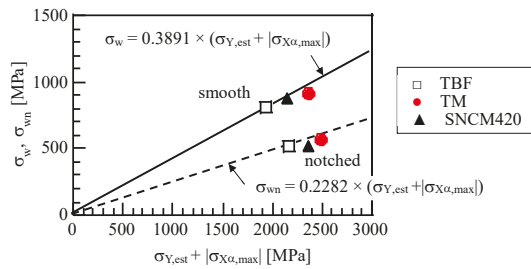 1500
σw = 0.3891 × (σY,est + |σXα,max|)
1000
smooth
500
notched
σwn = 0.2282 × (σY,est +|σXα,max|)
0
0 500 1000 1500 2000 2500 3000
σw, σwn [MPa]
σY,est + |σXα,max| [MPa]
TBF
TM
SNCM420